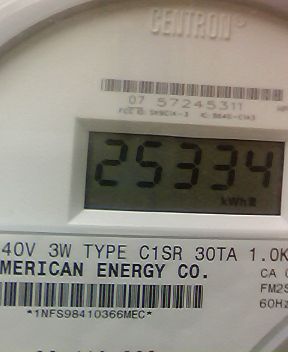 CENTRON®
07 57245311
25334
kWh
40V 3W TYPE C1SR 30TA 1.0K
MERICAN ENERGY CO.
CA
FM2S
60Hz
*1NFS98410366MEC*